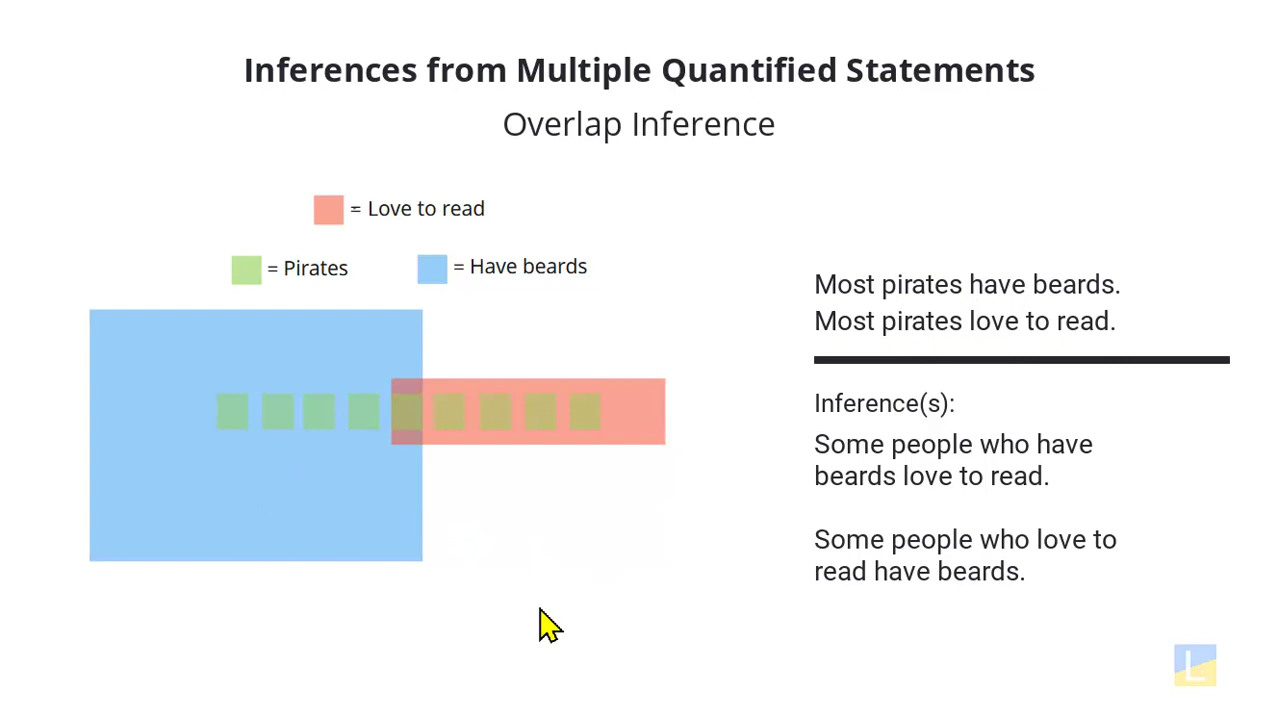 Inferences from Multiple Quantified Statements
Overlap Inference
= Love to read
= Pirates
= Have beards
Most pirates have beards.
Most pirates love to read.
Inference(s):
Some people who have
beards love to read.
Some people who love to
read have beards.
L